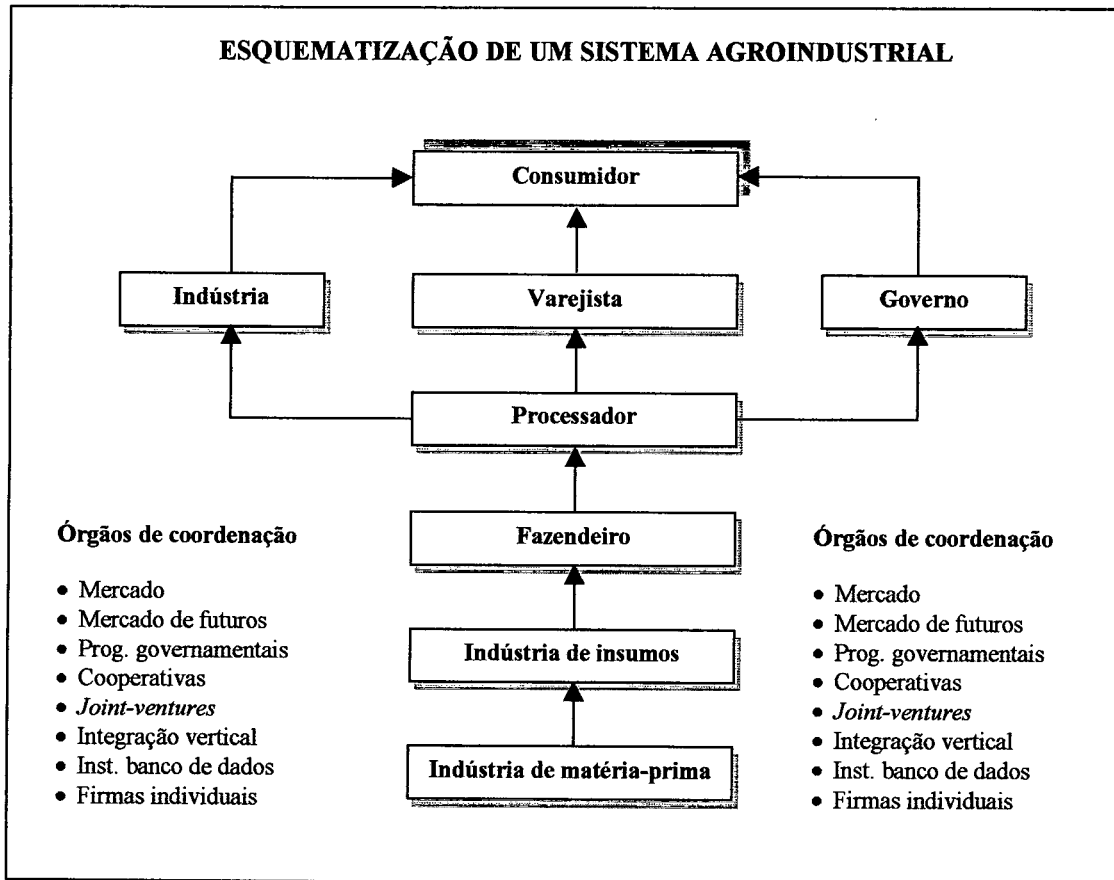 ESQUEMATIZAÇÃO DE UM SISTEMA AGROINDUSTRIAL
Consumidor
Indústria
Varejista
Governo
Processador
Fazendeiro
Indústria de insumos
Indústria de matéria-prima
Órgãos de coordenação
• Mercado
• Mercado de futuros
• Prog. governamentais
• Cooperativas
• Joint-ventures
• Integração vertical
• Inst. banco de dados
• Firmas individuais
Órgãos de coordenação
• Mercado
• Mercado de futuros
• Prog. governamentais
• Cooperativas
• Joint-ventures
• Integração vertical
• Inst. banco de dados
• Firmas individuais